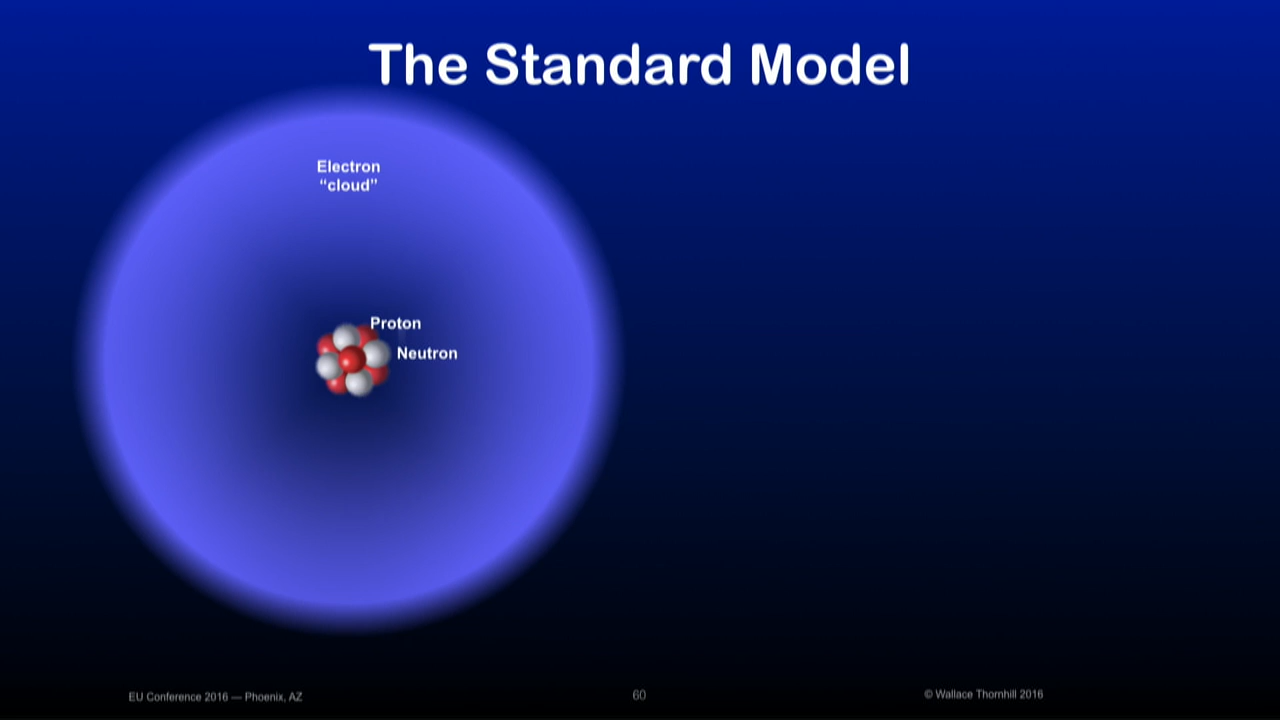 The Standard Model
Electron
“cloud”
Proton
Neutron
EU Conference 2016 — Phoenix, AZ
60
© Wallace Thornhill 2016